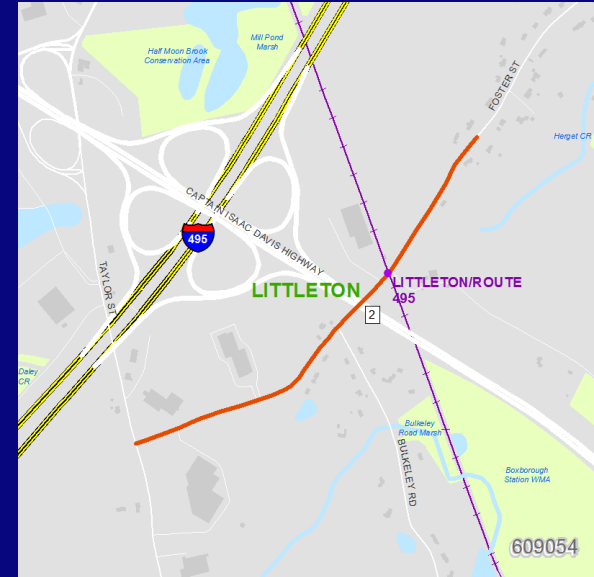 Mill Pond
Marsh
Half Moon Brook
Conservation Area
FOSTER ST
Herget CR
CAPTAIN ISAAC DAVIS HIGHWAY
495
TAYLOR ST
LITTLETON
LITTLETON/ROUTE
495
2
Daley
CR
Bulkeley
Road Marsh
BULKELEY RD
Boxborough
Station WMA
609054